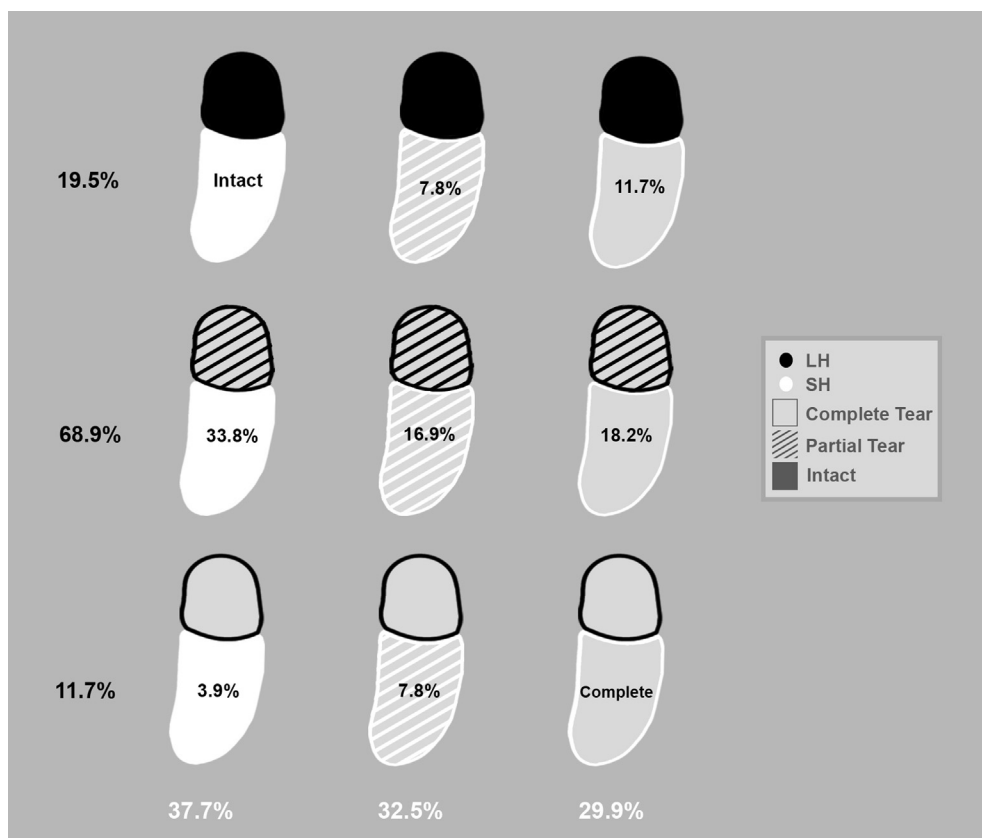 19.5%
Intact
7.8%
11.7%
68.9%
33.8%
16.9%
18.2%
LH
SH
Complete Tear
Partial Tear
Intact
11.7%
3.9%
7.8%
Complete
37.7%
32.5%
29.9%